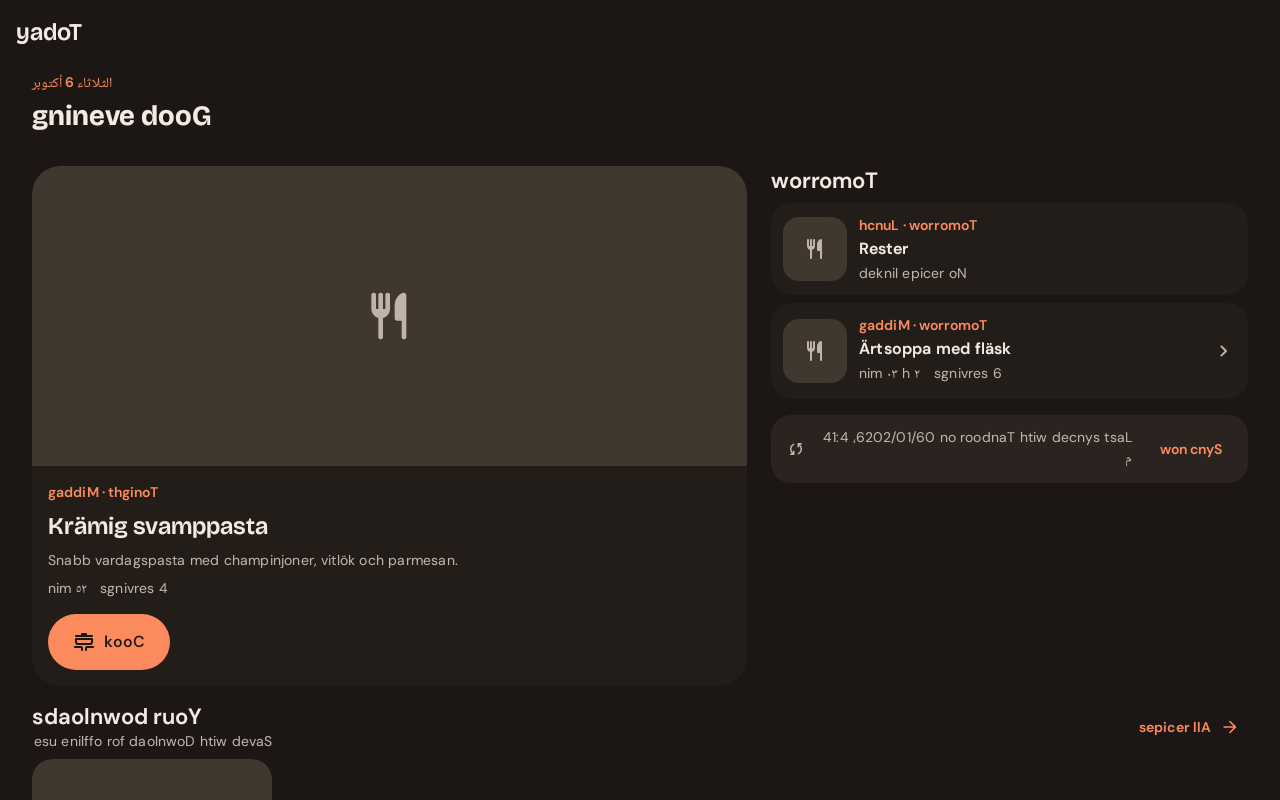 yadoT
الثلاثاء 6 أكتوبر
gnineve dooG
gaddiM · thginoT
Krämig svamppasta
Snabb vardagspasta med champinjoner, vitlök och parmesan.
nim ٥٢ sgnivres 4
kooC
worromoT
hcnuL · worromoT
Rester
deknil epicer oN
gaddiM · worromoT
Ärtsoppa med fläsk
nim ٠٣ h ٢ sgnivres 6
41:4 ,6202/01/60 no roodnaT htiw decnys tsaL
م
won cnyS
sdaolnwod ruoY
esu enilffo rof daolnwoD htiw devaS
sepicer llA